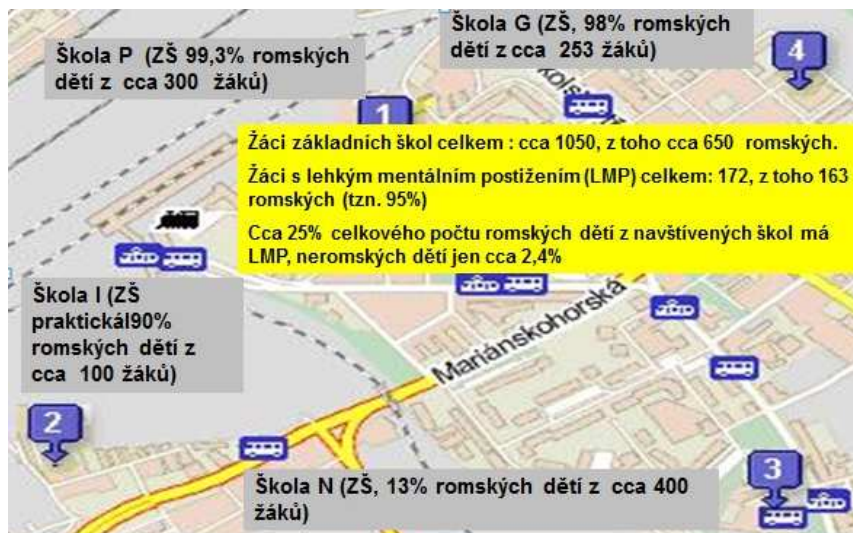 Škola G (ZŠ, 98% romských
dětí z cca 253 žáků)
Škola P (ZŠ 99,3% romských
dětí z cca 300 žáků)
4
1
Žáci základních škol celkem : cca 1050, z toho cca 650 romských.
Žáci s lehkým mentálním postižením (LMP) celkem: 172, z toho 163
romských (tzn. 95%)
Cca 25% celkového počtu romských dětí z navštívených škol má
LMP, neromských dětí jen cca 2,4%
Škola I (ZŠ
praktickál90%
romských dětí z
cca 100 žáků)
Mariánskohorská
2
3
Škola N (ZŠ, 13% romských dětí z cca 400
žáků)